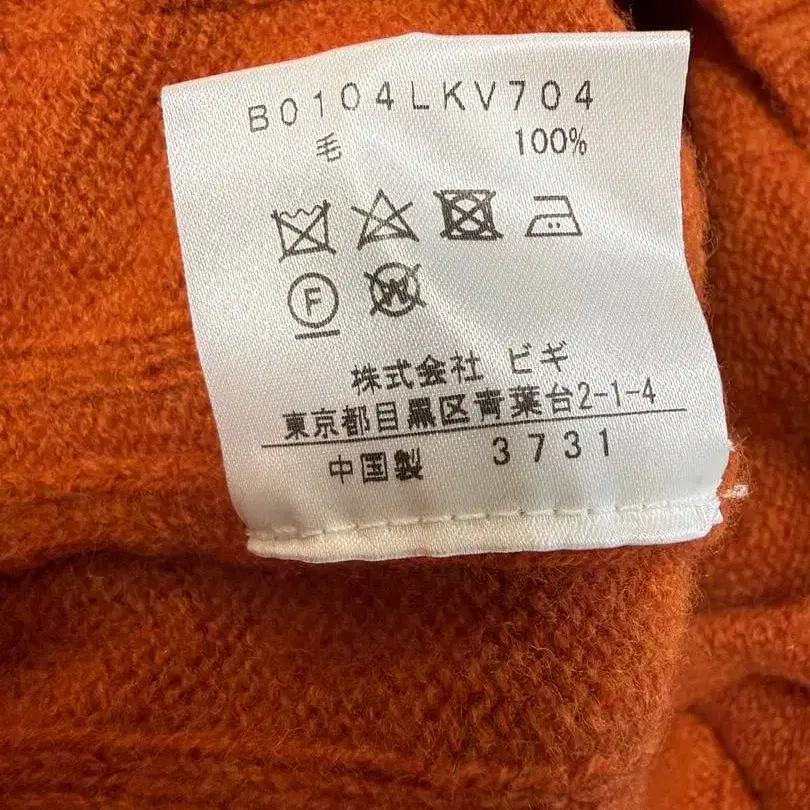 B0104LKV704
毛 100%
F
W
株式会社 ビギ
東京都目黒区青葉台2-1-4
中国製 3731